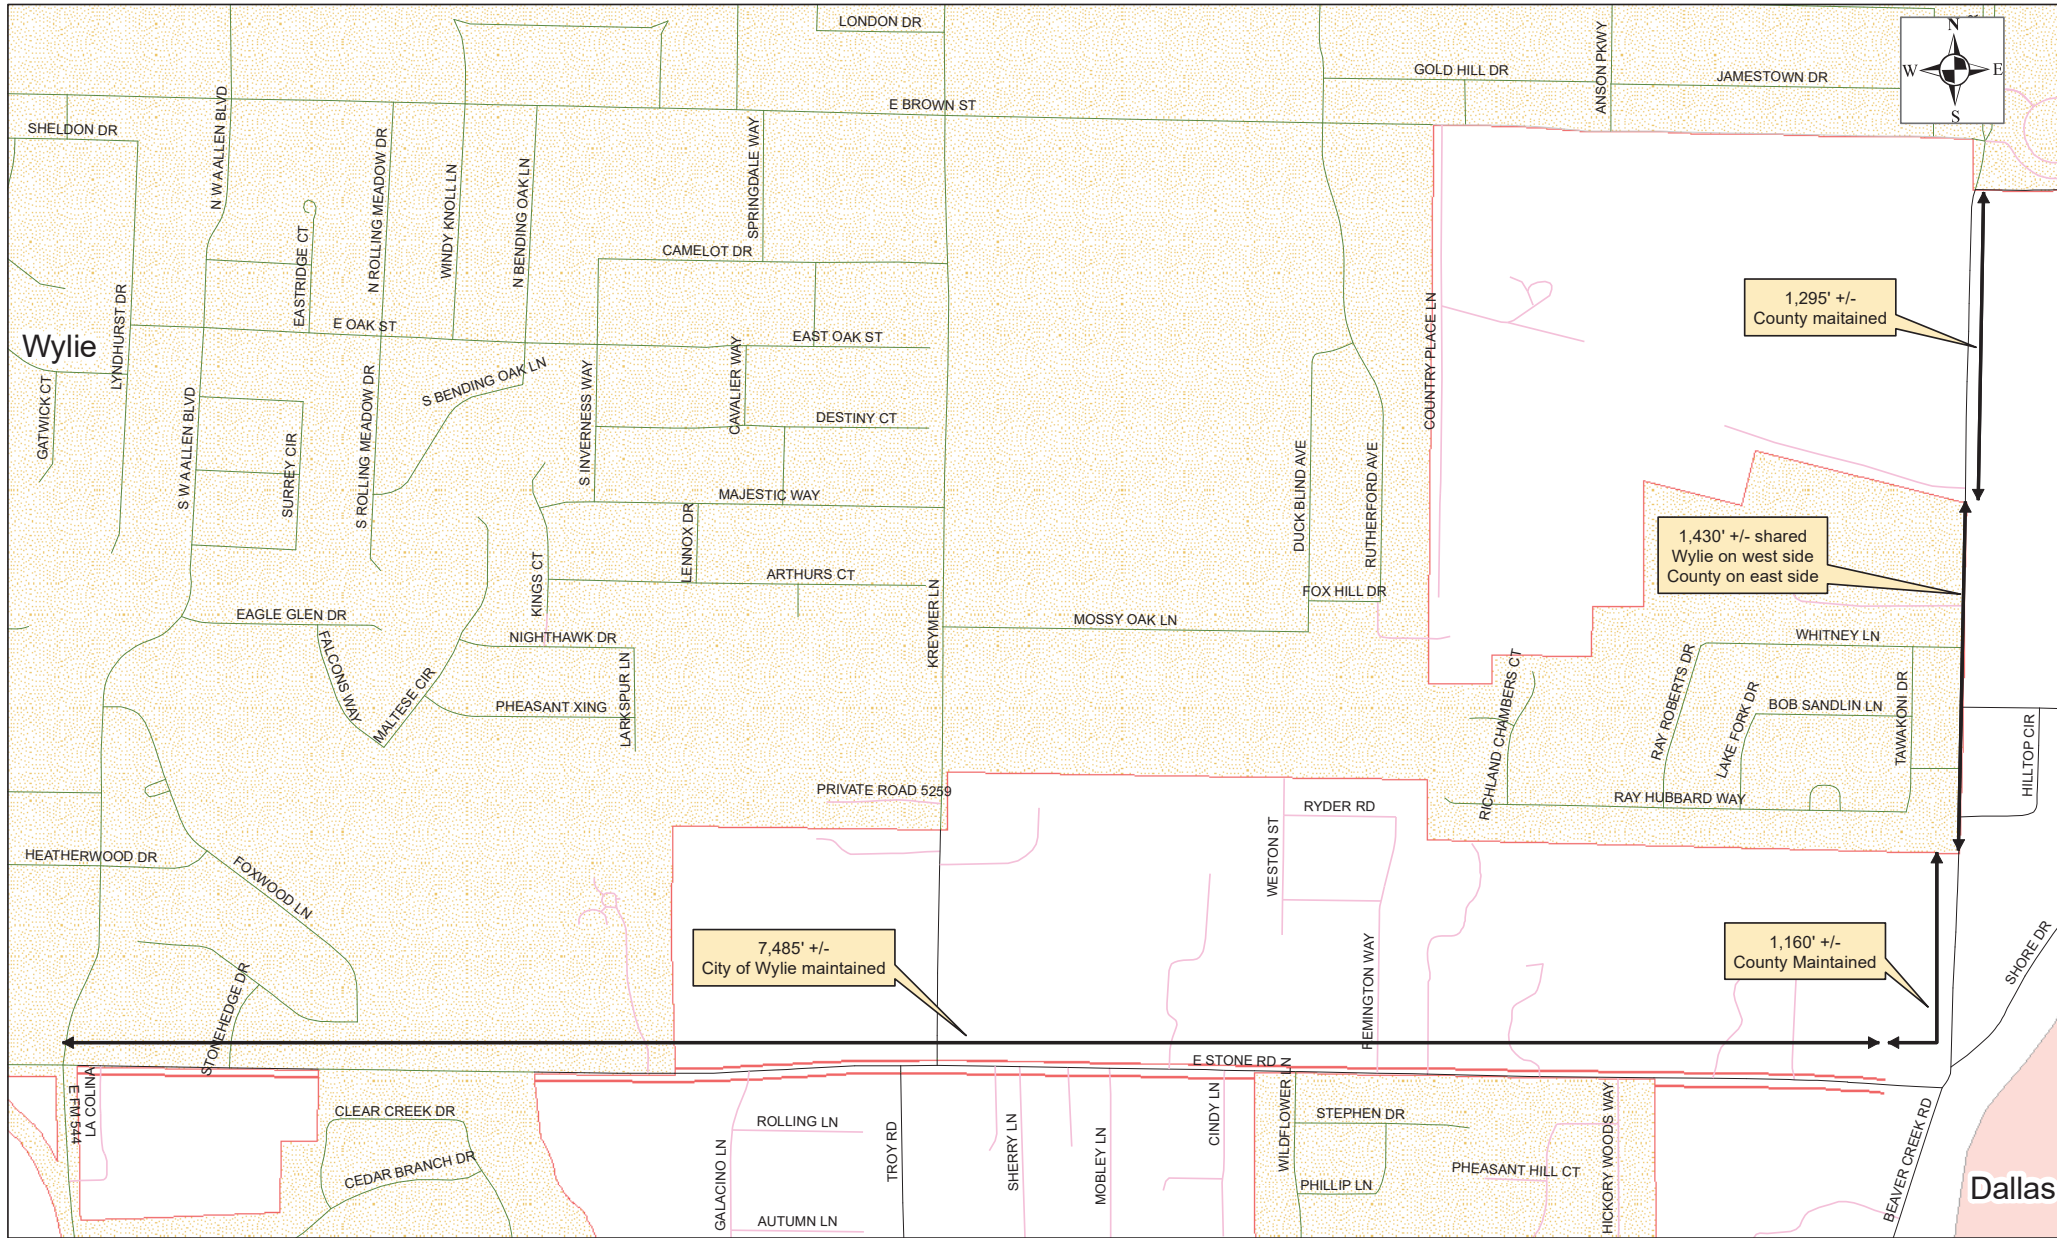 LONDON DR
GOLD HILL DR
ANSON PKWY
JAMESTOWN DR
N
W
E
S
E BROWN ST
SHELDON DR
N W A ALLEN BLVD
N ROLLING MEADOW DR
WINDY KNOLL LN
N BENDING OAK LN
SPRINGDALE WAY
EASTRIDGE CT
CAMELOT DR
LYNDHURST DR
E OAK ST
EAST OAK ST
Wylie
1,295' +/-
County maitained
COUNTRY PLACE LN
GATWICK CT
S W A ALLEN BLVD
SURREY CIR
S ROLLING MEADOW DR
S BENDING OAK LN
S INVERNESS WAY
CAVALIER WAY
DESTINY CT
DUCK BLIND AVE
RUTHERFORD AVE
MAJESTIC WAY
LENNOX DR
KINGS CT
ARTHURS CT
1,430' +/- shared
Wylie on west side
County on east side
FOX HILL DR
KREYMER LN
MOSSY OAK LN
EAGLE GLEN DR
FALCONS WAY
MALTESE CIR
NIGHTHAWK DR
PHEASANT XING
LARKSPUR LN
WHITNEY LN
RICHLAND CHAMBERS CT
RAY ROBERTS DR
LAKE FORK DR
BOB SANDLIN LN
TAWAKONI DR
HILLTOP CIR
PRIVATE ROAD 5259
RAY HUBBARD WAY
RYDER RD
WESTON ST
HEATHERWOOD DR
FOXWOOD LN
STONEHEDGE DR
7,485' +/-
City of Wylie maintained
REMINGTON WAY
1,160' +/-
County Maintained
SHORE DR
E STONE RD
E FM 544
LA COLINA
CLEAR CREEK DR
CEDAR BRANCH DR
ROLLING LN
GALACINO LN
AUTUMN LN
TROY RD
SHERRY LN
MOBLEY LN
CINDY LN
WILDFLOWER LN
STEPHEN DR
PHILLIP LN
PHEASANT HILL CT
HICKORY WOODS WAY
BEAVER CREEK RD
Dallas